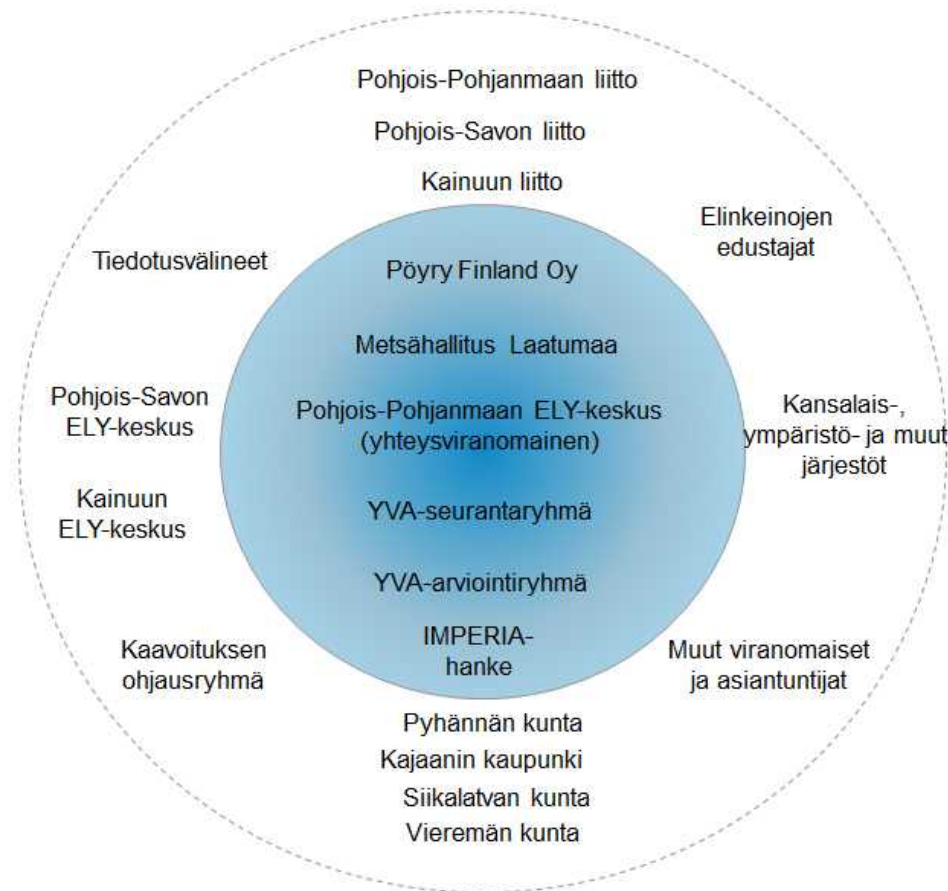 Pohjois-Pohjanmaan liitto
Pohjois-Savon liitto
Kainuun liitto
Elinkeinojen
edustajat
Tiedotusvälineet
Pöyry Finland Oy
Metsähallitus Laatumaa
Pohjois-Savon
ELY-keskus
Pohjois-Pohjanmaan ELY-keskus
(yhteysviranomainen)
Kansalais-,
ympäristö- ja muut
järjestöt
Kainuun
ELY-keskus
YVA-seurantaryhmä
YVA-arviointiryhmä
IMPERIA-
hanke
Kaavoituksen
ohjausryhmä
Muut viranomaiset
ja asiantuntijat
Pyhännän kunta
Kajaanin kaupunki
Siikalatvan kunta
Vieremän kunta